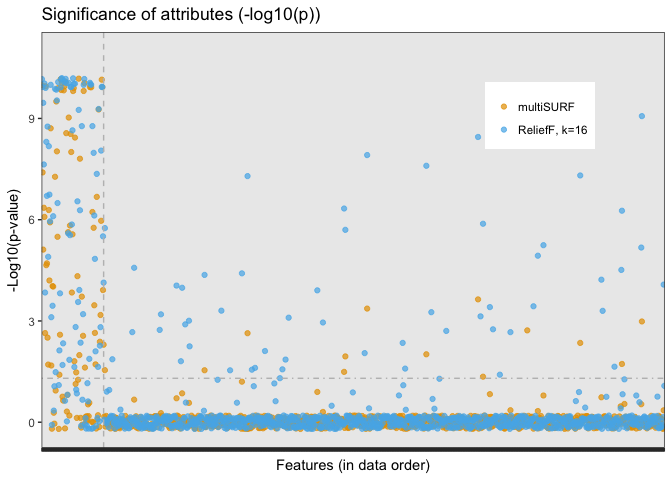 Significance of attributes (-log10(p))
multiSURF
ReliefF, k=16
9
6
3
0
-Log10(p-value)
Features (in data order)